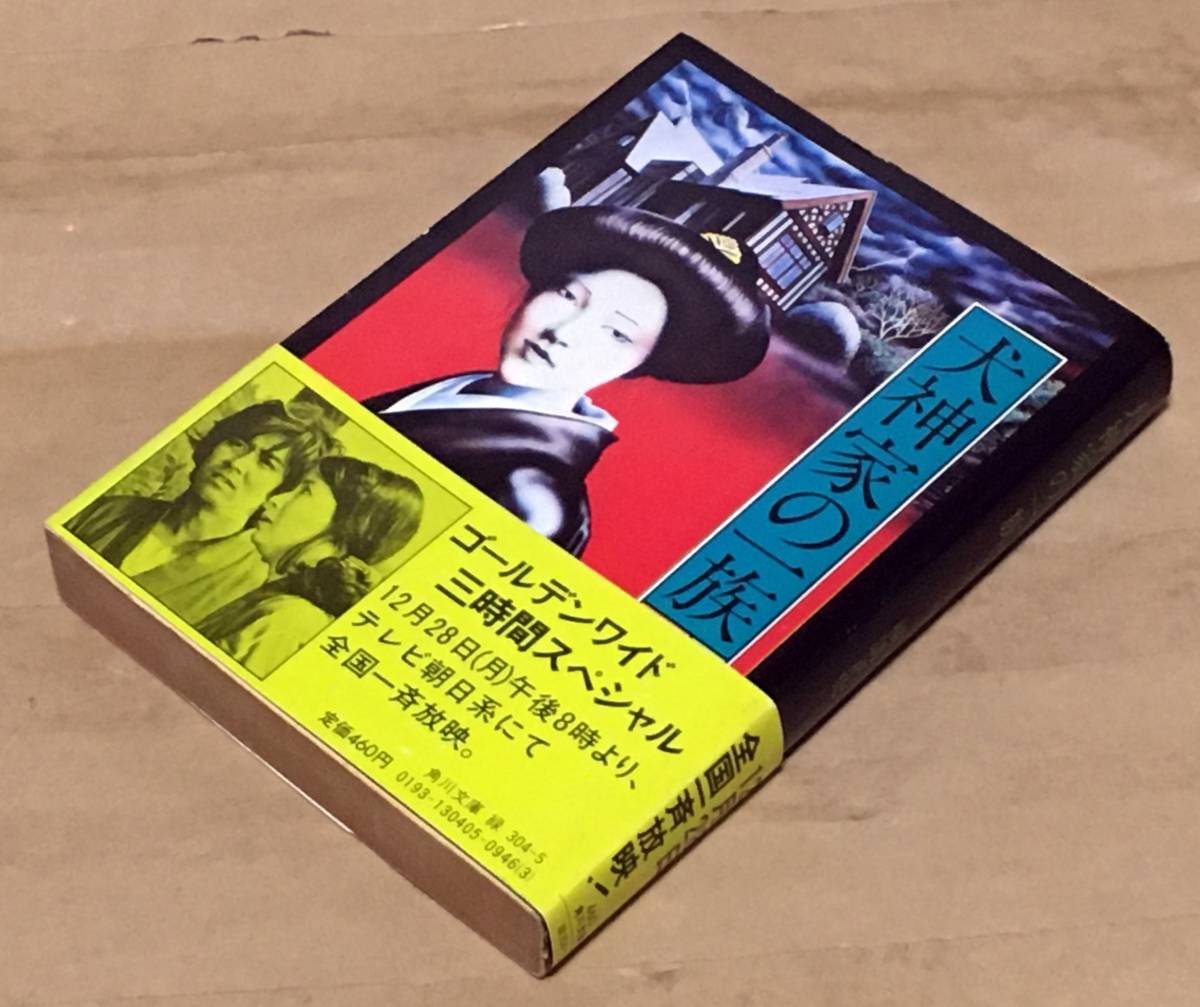 犬神家の一族
ゴールデンワイド
三時間スペシャル
12月28日(月)午後8時より、
テレビ朝日系にて
全国一斉放映。
角川文庫 緑 304-5
定価460円 0193-130405-0946(3)
全国一斉放映!